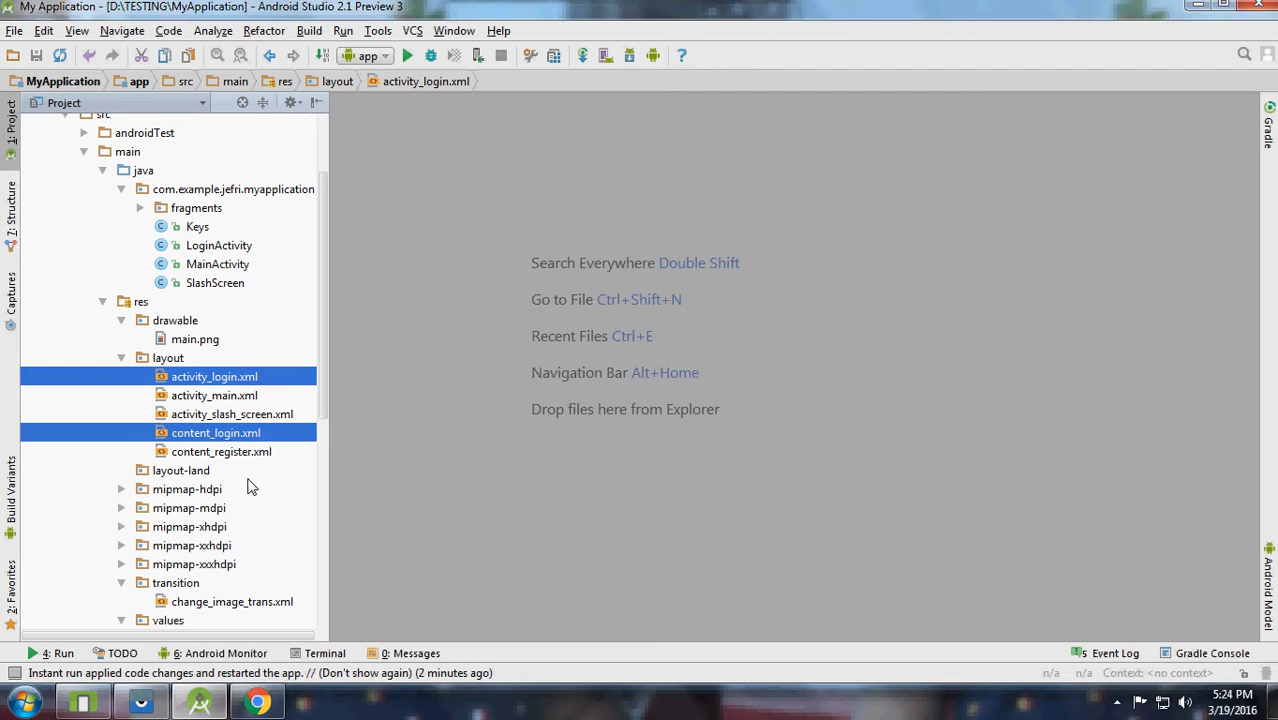 My Application - [D:\TESTING\MyApplication] - Android Studio 2.1 Preview 3
File Edit View Navigate Code Analyze Refactor Build Run Tools VCS Window Help
app
MyApplication app src main res layout activity_login.xml
1: Project
7: Structure
Captures
Build Variants
2: Favorites
Project
src
androidTest
main
java
com.example.jefri.myapplication
fragments
Keys
LoginActivity
MainActivity
SlashScreen
res
drawable
main.png
layout
activity_login.xml
activity_main.xml
activity_slash_screen.xml
content_login.xml
content_register.xml
layout-land
mipmap-hdpi
mipmap-mdpi
mipmap-xhdpi
mipmap-xxhdpi
mipmap-xxxhdpi
transition
change_image_trans.xml
values
Search Everywhere Double Shift
Go to File Ctrl+Shift+N
Recent Files Ctrl+E
Navigation Bar Alt+Home
Drop files here from Explorer
Gradle
Android Model
4: Run TODO 6: Android Monitor Terminal 0: Messages 5 Event Log Gradle Console
Instant run applied code changes and restarted the app. // (Don't show again) (2 minutes ago) n/a n/a Context: <no context>
5:24 PM
3/19/2016